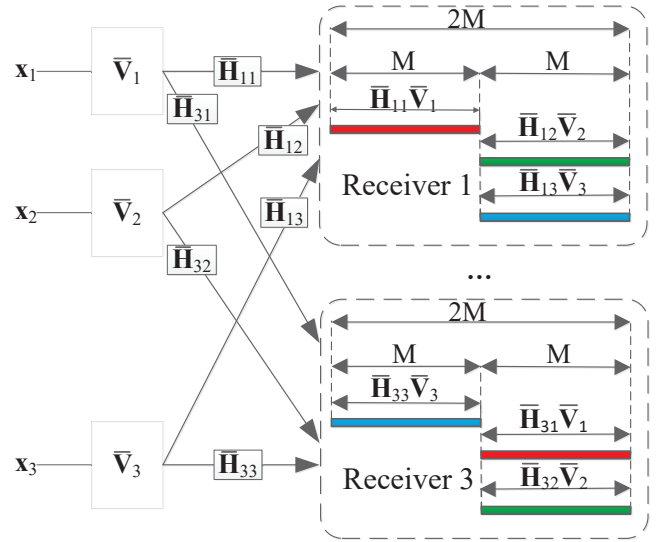 2M
M M
x₁ V̅₁ H̅₁₁ H̅₁₁V̅₁
H̅₃₁
H̅₁₂ H̅₁₂V̅₂
Receiver 1 H̅₁₃V̅₃
x₂ V̅₂ H̅₁₃
H̅₃₂
...
2M
M M
H̅₃₃V̅₃
H̅₃₁V̅₁
x₃ V̅₃ H̅₃₃ Receiver 3 H̅₃₂V̅₂